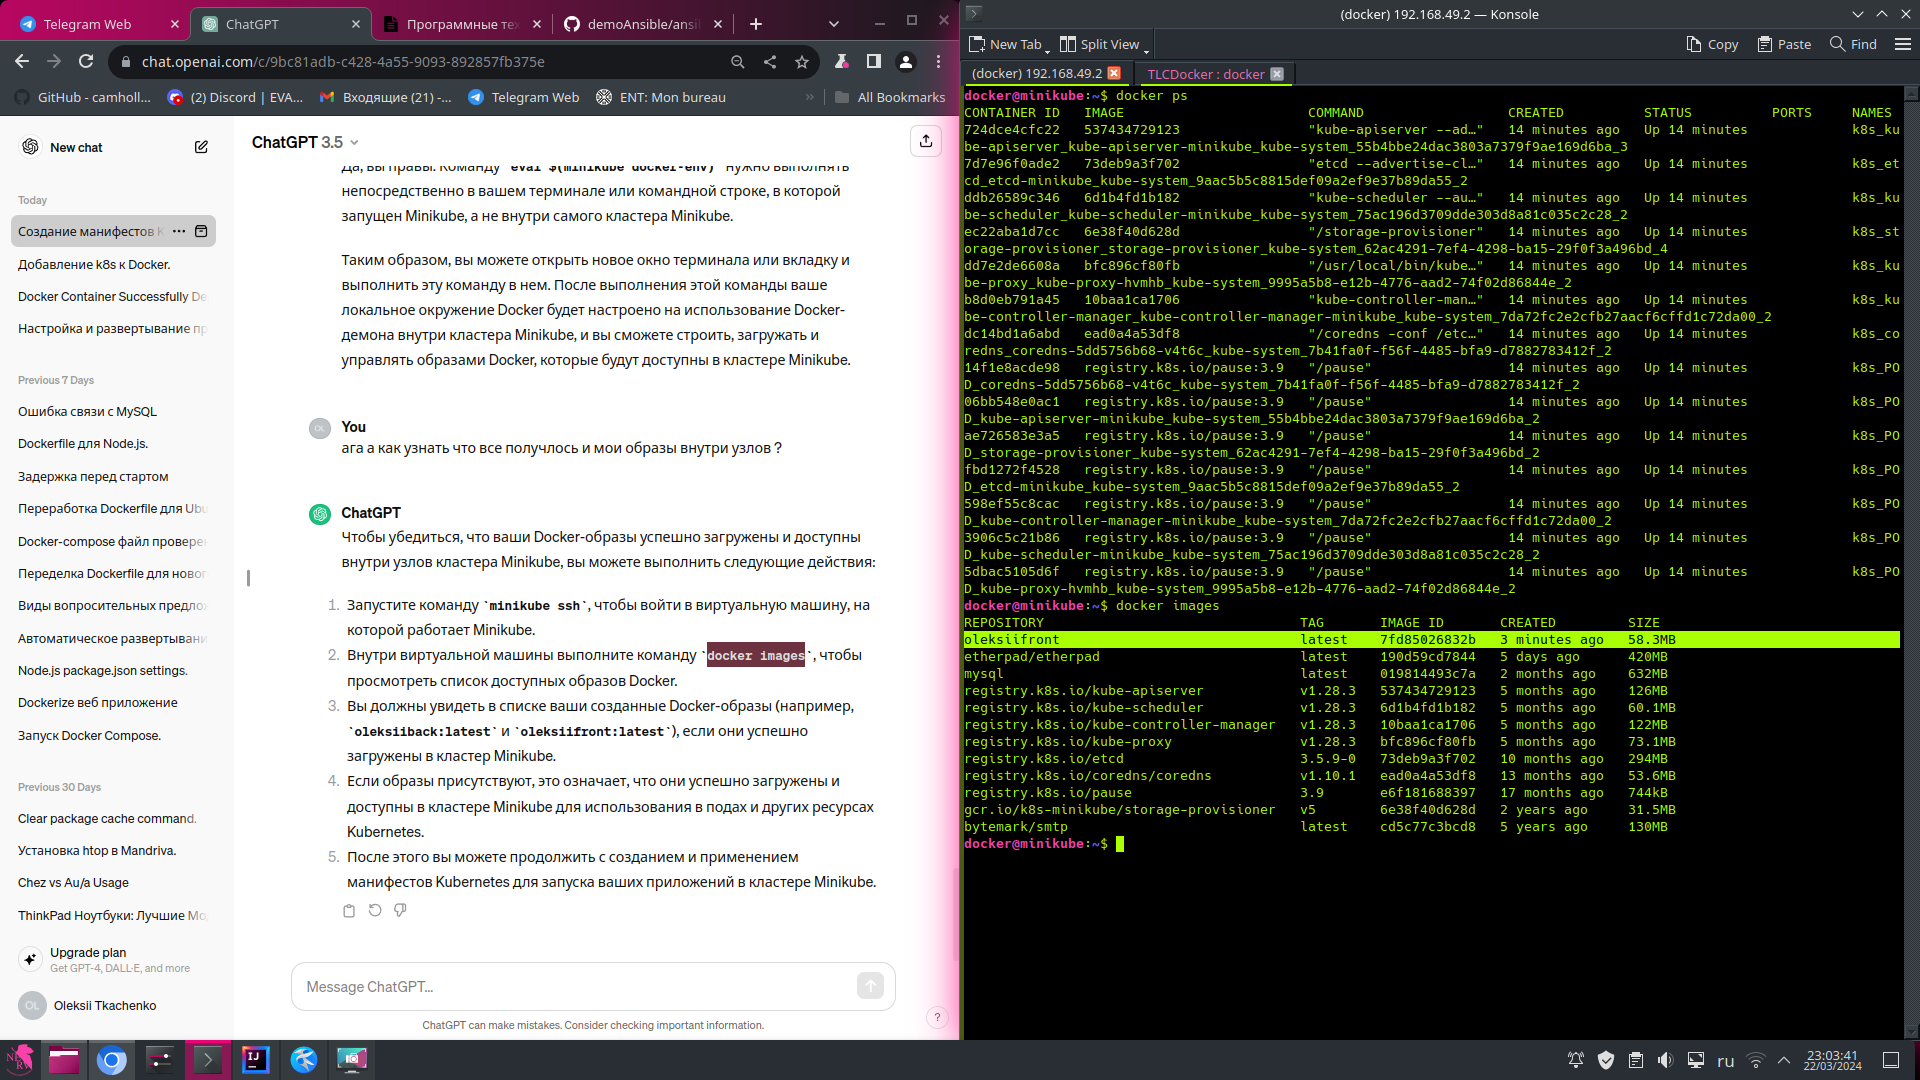 Telegram Web
ChatGPT
Программные те
demoAnsible/ansil
chat.openai.com/c/9bc81adb-c428-4a55-9093-892857fb375e
GitHub - camholl...
(2) Discord | EVA...
Входящие (21) -...
Telegram Web
ENT: Mon bureau
»
All Bookmarks
New chat
Today
Создание манифестов K
Добавление k8s к Docker.
Docker Container Successfully De
Настройка и развертывание пр
Previous 7 Days
Ошибка связи с MySQL
Dockerfile для Node.js.
Задержка перед стартом
Переработка Dockerfile для Ubu
Docker-compose файл проверен
Переделка Dockerfile для новог
Виды вопросительных предло
Автоматическое развертывани
Node.js package.json settings.
Dockerize веб приложение
Запуск Docker Compose.
Previous 30 Days
Clear package cache command.
Установка htop в Mandriva.
Chez vs Au/a Usage
ThinkPad Ноутбуки: Лучшие Мо
Upgrade plan
Get GPT-4, DALL·E, and more
OL
Oleksii Tkachenko
ChatGPT 3.5
Да, вы правы. Команду `eval $(minikube docker-env)` нужно выполнять
непосредственно в вашем терминале или командной строке, в которой
запущен Minikube, а не внутри самого кластера Minikube.
Таким образом, вы можете открыть новое окно терминала или вкладку и
выполнить эту команду в нем. После выполнения этой команды ваше
локальное окружение Docker будет настроено на использование Docker-
демона внутри кластера Minikube, и вы сможете строить, загружать и
управлять образами Docker, которые будут доступны в кластере Minikube.
OL
You
ага а как узнать что все получлось и мои образы внутри узлов ?
ChatGPT
Чтобы убедиться, что ваши Docker-образы успешно загружены и доступны
внутри узлов кластера Minikube, вы можете выполнить следующие действия:
1. Запустите команду `minikube ssh`, чтобы войти в виртуальную машину, на
которой работает Minikube.
2. Внутри виртуальной машины выполните команду `docker images`, чтобы
просмотреть список доступных образов Docker.
3. Вы должны увидеть в списке ваши созданные Docker-образы (например,
`oleksiiback:latest` и `oleksiifront:latest`), если они успешно
загружены в кластер Minikube.
4. Если образы присутствуют, это означает, что они успешно загружены и
доступны в кластере Minikube для использования в подах и других ресурсах
Kubernetes.
5. После этого вы можете продолжить с созданием и применением
манифестов Kubernetes для запуска ваших приложений в кластере Minikube.
Message ChatGPT...
ChatGPT can make mistakes. Consider checking important information.
?
(docker) 192.168.49.2 — Konsole
New Tab
Split View
Copy
Paste
Find
(docker) 192.168.49.2
TLCDocker : docker
docker@minikube:~$ docker ps
CONTAINER ID IMAGE COMMAND CREATED STATUS PORTS NAMES
724dce4cfc22 537434729123 "kube-apiserver --ad…" 14 minutes ago Up 14 minutes k8s_ku
be-apiserver_kube-apiserver-minikube_kube-system_55b4bbe24dac3803a7379f9ae169d6ba_3
7d7e96f0ade2 73deb9a3f702 "etcd --advertise-cl…" 14 minutes ago Up 14 minutes k8s_et
cd_etcd-minikube_kube-system_9aac5b5c8815def09a2ef9e37b89da55_2
ddb26589c346 6d1b4fd1b182 "kube-scheduler --au…" 14 minutes ago Up 14 minutes k8s_ku
be-scheduler_kube-scheduler-minikube_kube-system_75ac196d3709dde303d8a81c035c2c28_2
ec22aba1d7cc 6e38f40d628d "/storage-provisioner" 14 minutes ago Up 14 minutes k8s_st
orage-provisioner_storage-provisioner_kube-system_62ac4291-7ef4-4298-ba15-29f0f3a496bd_4
dd7e2de6608a bfc896cf80fb "/usr/local/bin/kube…" 14 minutes ago Up 14 minutes k8s_ku
be-proxy_kube-proxy-hvmhb_kube-system_9995a5b8-e12b-4776-aad2-74f02d86844e_2
b8d0eb791a45 10baa1ca1706 "kube-controller-man…" 14 minutes ago Up 14 minutes k8s_ku
be-controller-manager_kube-controller-manager-minikube_kube-system_7da72fc2e2cfb27aacf6cffd1c72da00_2
dc14bd1a6abd ead0a4a53df8 "/coredns -conf /etc…" 14 minutes ago Up 14 minutes k8s_co
redns_coredns-5dd5756b68-v4t6c_kube-system_7b41fa0f-f56f-4485-bfa9-d7882783412f_2
14f1e8acde98 registry.k8s.io/pause:3.9 "/pause" 14 minutes ago Up 14 minutes k8s_PO
D_coredns-5dd5756b68-v4t6c_kube-system_7b41fa0f-f56f-4485-bfa9-d7882783412f_2
06bb548e0ac1 registry.k8s.io/pause:3.9 "/pause" 14 minutes ago Up 14 minutes k8s_PO
D_kube-apiserver-minikube_kube-system_55b4bbe24dac3803a7379f9ae169d6ba_2
ae726583e3a5 registry.k8s.io/pause:3.9 "/pause" 14 minutes ago Up 14 minutes k8s_PO
D_storage-provisioner_kube-system_62ac4291-7ef4-4298-ba15-29f0f3a496bd_2
fbd1272f4528 registry.k8s.io/pause:3.9 "/pause" 14 minutes ago Up 14 minutes k8s_PO
D_etcd-minikube_kube-system_9aac5b5c8815def09a2ef9e37b89da55_2
598ef55c8cac registry.k8s.io/pause:3.9 "/pause" 14 minutes ago Up 14 minutes k8s_PO
D_kube-controller-manager-minikube_kube-system_7da72fc2e2cfb27aacf6cffd1c72da00_2
3906c5c21b86 registry.k8s.io/pause:3.9 "/pause" 14 minutes ago Up 14 minutes k8s_PO
D_kube-scheduler-minikube_kube-system_75ac196d3709dde303d8a81c035c2c28_2
5dbac5105d6f registry.k8s.io/pause:3.9 "/pause" 14 minutes ago Up 14 minutes k8s_PO
D_kube-proxy-hvmhb_kube-system_9995a5b8-e12b-4776-aad2-74f02d86844e_2
docker@minikube:~$ docker images
REPOSITORY TAG IMAGE ID CREATED SIZE
oleksiifront latest 7fd85026832b 3 minutes ago 58.3MB
etherpad/etherpad latest 190d59cd7844 5 days ago 420MB
mysql latest 019814493c7a 2 months ago 632MB
registry.k8s.io/kube-apiserver v1.28.3 537434729123 5 months ago 126MB
registry.k8s.io/kube-scheduler v1.28.3 6d1b4fd1b182 5 months ago 60.1MB
registry.k8s.io/kube-controller-manager v1.28.3 10baa1ca1706 5 months ago 122MB
registry.k8s.io/kube-proxy v1.28.3 bfc896cf80fb 5 months ago 73.1MB
registry.k8s.io/etcd 3.5.9-0 73deb9a3f702 10 months ago 294MB
registry.k8s.io/coredns/coredns v1.10.1 ead0a4a53df8 13 months ago 53.6MB
registry.k8s.io/pause 3.9 e6f181688397 17 months ago 744kB
gcr.io/k8s-minikube/storage-provisioner v5 6e38f40d628d 2 years ago 31.5MB
bytemark/smtp latest cd5c77c3bcd8 5 years ago 130MB
docker@minikube:~$
ru
23:03:41
22/03/2024